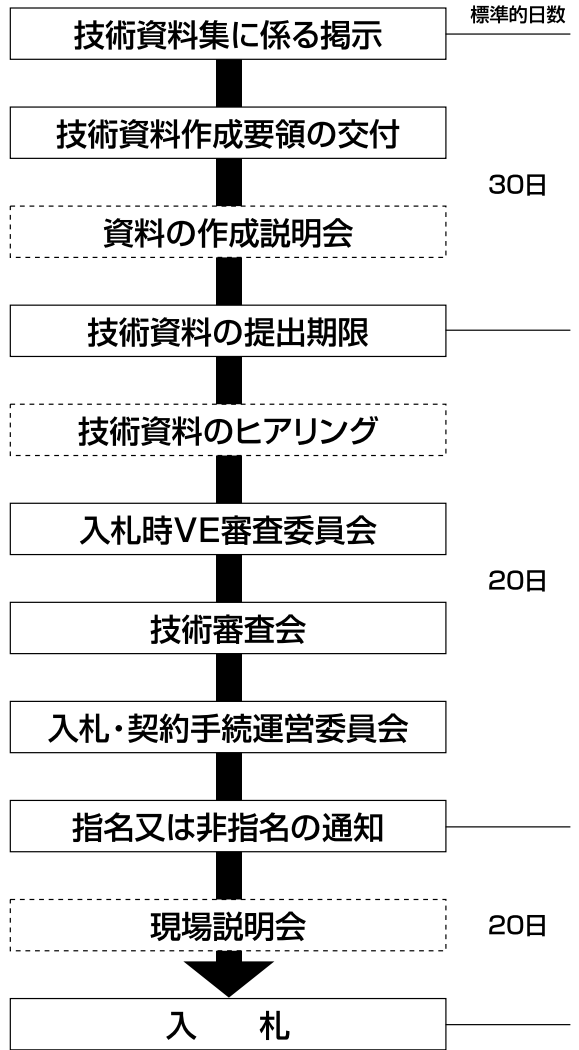 標準的日数
技術資料集に係る掲示
技術資料作成要領の交付
30日
資料の作成説明会
技術資料の提出期限
技術資料のヒアリング
入札時VE審査委員会
20日
技術審査会
入札・契約手続運営委員会
指名又は非指名の通知
現場説明会
20日
入　札